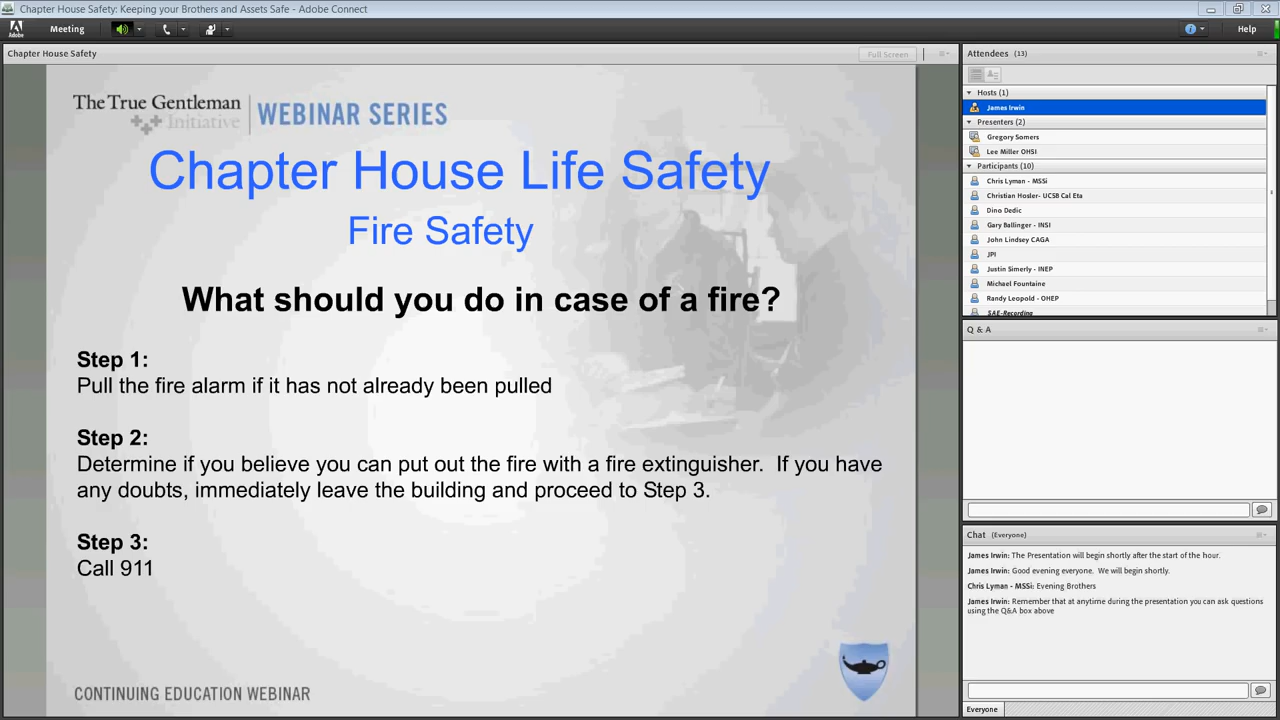 Chapter House Safety: Keeping your Brothers and Assets Safe - Adobe Connect
Adobe
Meeting
Help
Chapter House Safety
Full Screen
The True Gentleman
Initiative
WEBINAR SERIES
Chapter House Life Safety
Fire Safety
What should you do in case of a fire?
Step 1:
Pull the fire alarm if it has not already been pulled
Step 2:
Determine if you believe you can put out the fire with a fire extinguisher.  If you have
any doubts, immediately leave the building and proceed to Step 3.
Step 3:
Call 911
CONTINUING EDUCATION WEBINAR
Attendees (13)
Hosts (1)
James Irwin
Presenters (2)
Gregory Somers
Lee Miller OHSI
Participants (10)
Chris Lyman - MSSi
Christian Hosler- UCSB Cal Eta
Dino Dedic
Gary Ballinger - INSI
John Lindsey CAGA
JPI
Justin Simerly - INEP
Michael Fountaine
Randy Leopold - OHEP
SAE-Recording
Q & A
Chat (Everyone)
James Irwin: The Presentation will begin shortly after the start of the hour.
James Irwin: Good evening everyone.  We will begin shortly.
Chris Lyman - MSSi: Evening Brothers
James Irwin: Remember that at anytime during the presentation you can ask questions
using the Q&A box above
Everyone